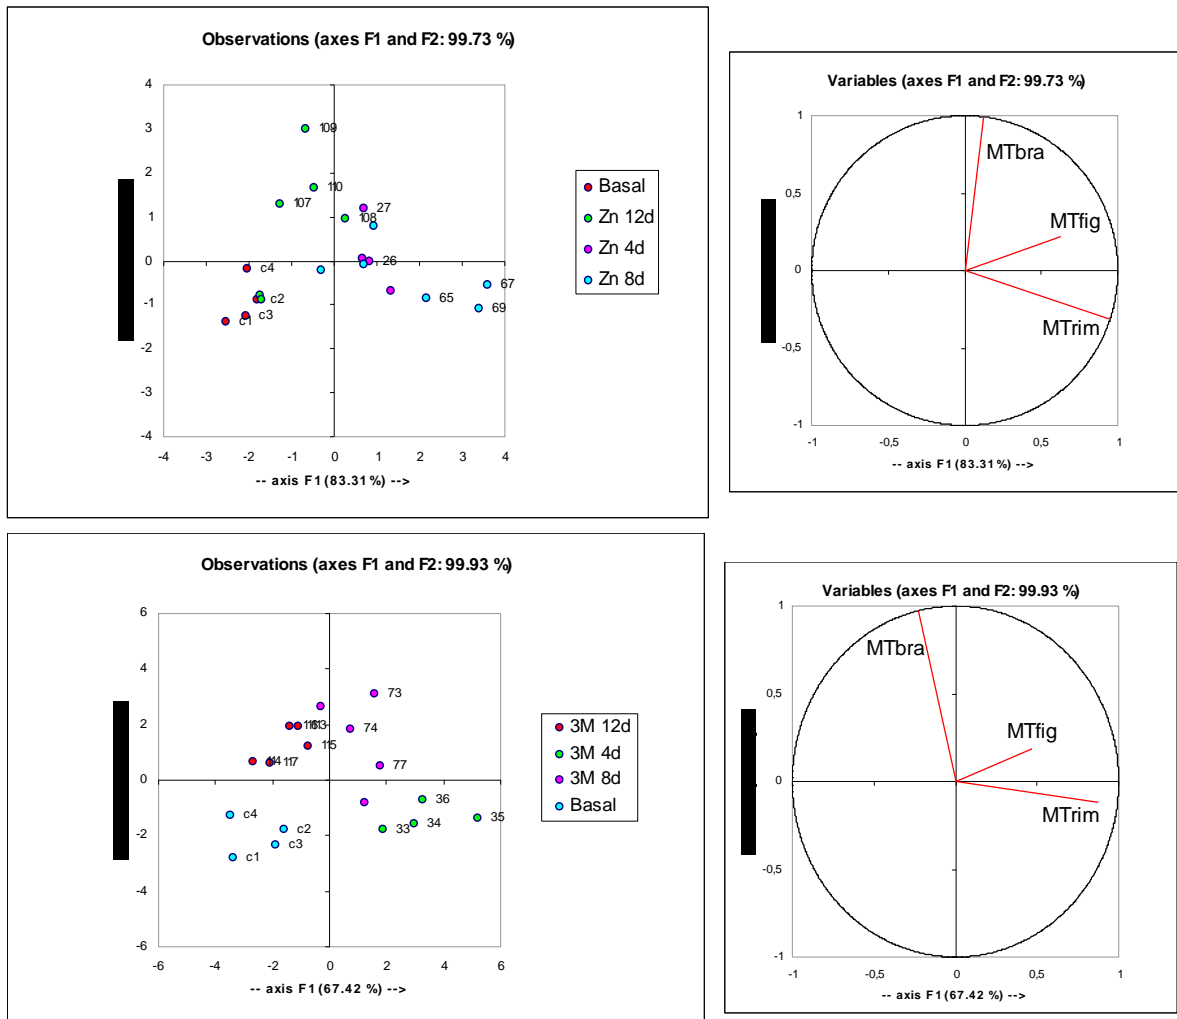 Observations (axes F1 and F2: 99.73 %)
4
3
2
1
0
-1
-2
-3
-4
-4 -3 -2 -1 0 1 2 3 4
-- axis F1 (83.31 %) -->
109
110
107
108
27
26
c4
c2
c3
c1
65
67
69
Basal
Zn 12d
Zn 4d
Zn 8d
Variables (axes F1 and F2: 99.73 %)
1
0,5
0
-0,5
-1
-1 -0,5 0 0,5 1
-- axis F1 (83.31 %) -->
MTbra
MTfig
MTrim
Observations (axes F1 and F2: 99.93 %)
6
4
2
0
-2
-4
-6
-6 -4 -2 0 2 4 6
-- axis F1 (67.42 %) -->
73
74
115
117
77
36
35
34
33
c4
c2
c3
c1
3M 12d
3M 4d
3M 8d
Basal
Variables (axes F1 and F2: 99.93 %)
1
0,5
0
-0,5
-1
-1 -0,5 0 0,5 1
-- axis F1 (67.42 %) -->
MTbra
MTfig
MTrim